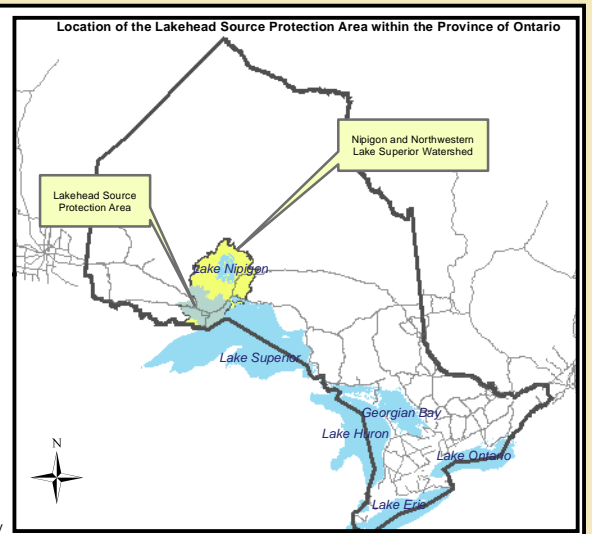 Location of the Lakehead Source Protection Area within the Province of Ontario
Nipigon and Northwestern
Lake Superior Watershed
Lakehead Source
Protection Area
Lake Nipigon
Lake Superior
Georgian Bay
Lake Huron
Lake Ontario
Lake Erie
N